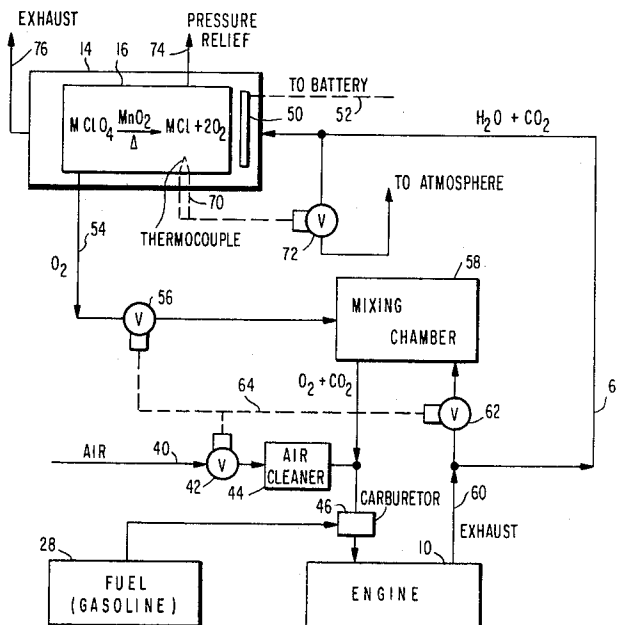 EXHAUST
PRESSURE
RELIEF
76
14
16
74
TO BATTERY
MCLO4 MnO2 Δ → MCL+2O2
50
52
H2O + CO2
70
THERMOCOUPLE
V
72
TO ATMOSPHERE
54
O2
56
V
58
MIXING
CHAMBER
O2 + CO2
64
V
62
6
AIR
40
V
42
44
AIR
CLEANER
46
CARBURETOR
60
EXHAUST
28
FUEL
(GASOLINE)
10
ENGINE